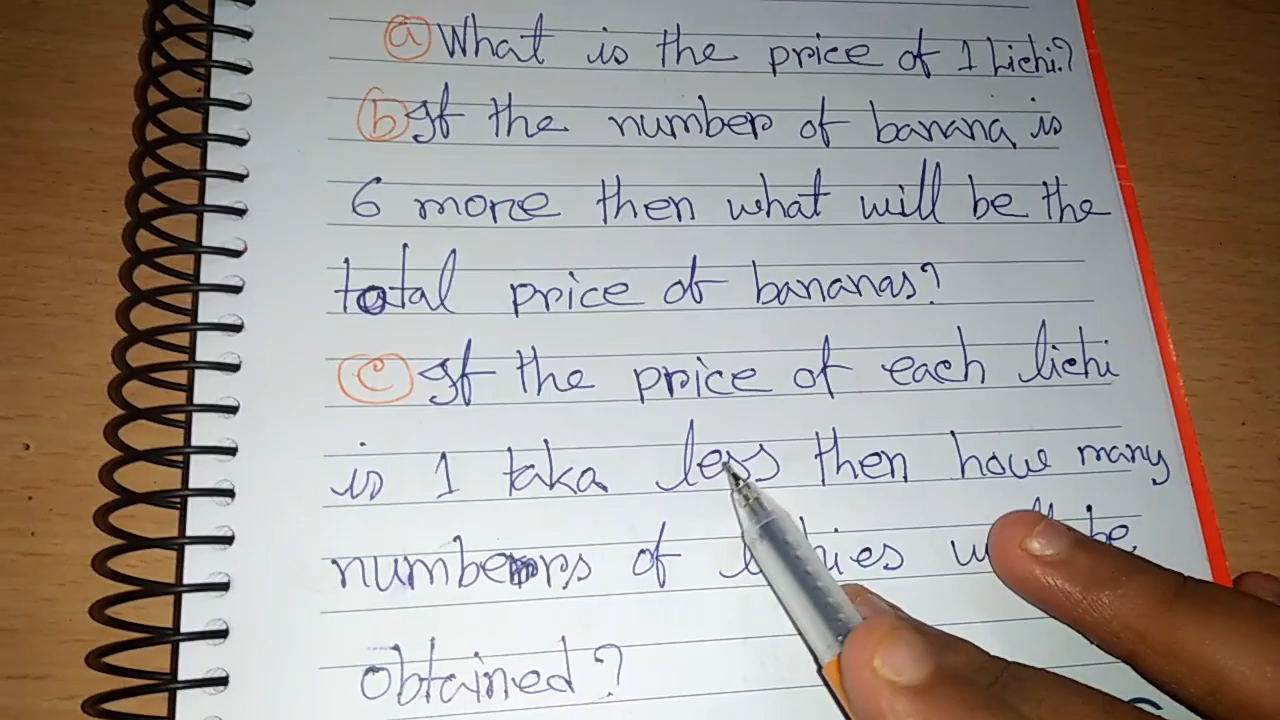 a What is the price of 1 Lichi?
b If the number of banana is
6 more then what will be the
total price of bananas?
c If the price of each lichi
is 1 taka less then how many
numbers of be
obtained?